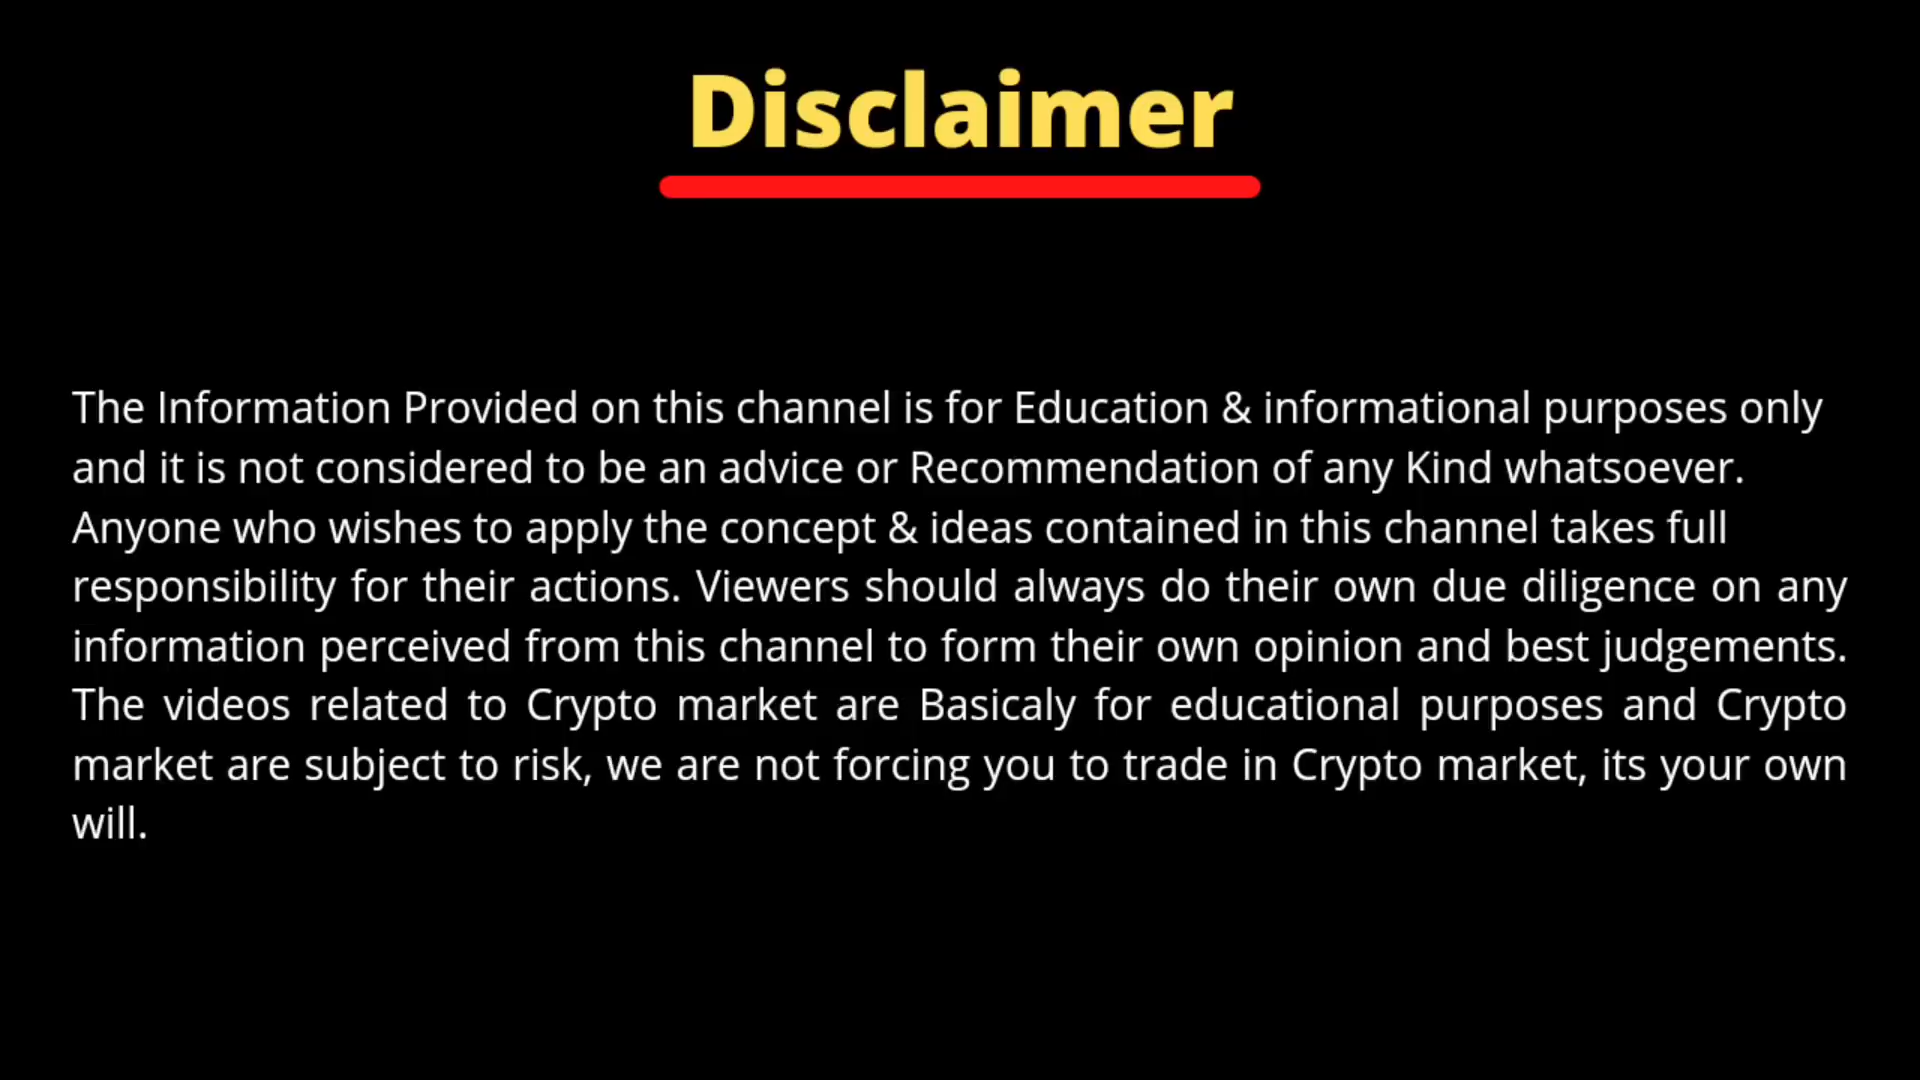 Disclaimer
The Information Provided on this channel is for Education & informational purposes only
and it is not considered to be an advice or Recommendation of any Kind whatsoever.
Anyone who wishes to apply the concept & ideas contained in this channel takes full
responsibility for their actions. Viewers should always do their own due diligence on any
information perceived from this channel to form their own opinion and best judgements.
The videos related to Crypto market are Basicaly for educational purposes and Crypto
market are subject to risk, we are not forcing you to trade in Crypto market, its your own
will.